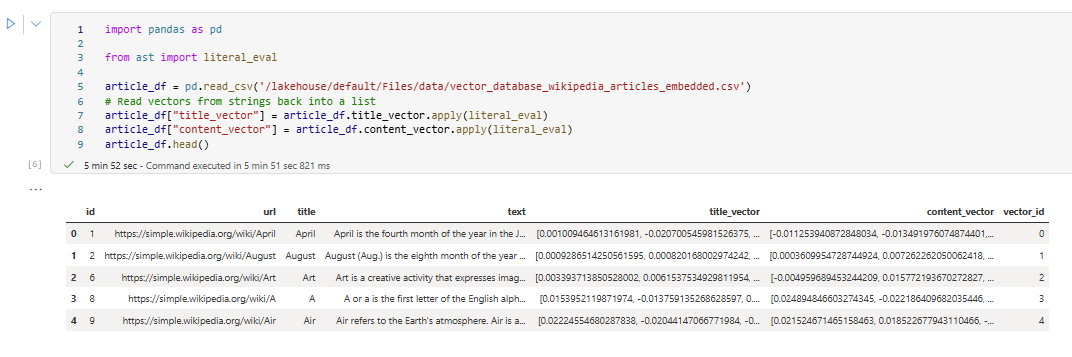 1 import pandas as pd
2
3 from ast import literal_eval
4
5 article_df = pd.read_csv('/lakehouse/default/Files/data/vector_database_wikipedia_articles_embedded.csv')
6 # Read vectors from strings back into a list
7 article_df["title_vector"] = article_df.title_vector.apply(literal_eval)
8 article_df["content_vector"] = article_df.content_vector.apply(literal_eval)
9 article_df.head()
[6] 5 min 52 sec - Command executed in 5 min 51 sec 821 ms
...
id url title text title_vector content_vector vector_id
0 1 https://simple.wikipedia.org/wiki/April April April is the fourth month of the year in the J... [0.001009464613161981, -0.020700545981526375, ... [-0.011253940872848034, -0.013491976074874401,... 0
1 2 https://simple.wikipedia.org/wiki/August August August (Aug.) is the eighth month of the year ... [0.0009286514250561595, 0.000820168002974242, ... [0.0003609954728744924, 0.007262262050062418, ... 1
2 6 https://simple.wikipedia.org/wiki/Art Art Art is a creative activity that expresses imag... [0.003393713850528002, 0.0061537534929811954, ... [-0.004959689453244209, 0.015772193670272827, ... 2
3 8 https://simple.wikipedia.org/wiki/A A A or a is the first letter of the English alph... [0.0153952119871974, -0.013759135268628597, 0.... [0.024894846603274345, -0.022186409682035446, ... 3
4 9 https://simple.wikipedia.org/wiki/Air Air Air refers to the Earth's atmosphere. Air is a... [0.02224554680287838, -0.02044147066771984, -0... [0.021524671465158463, 0.018522677943110466, -... 4